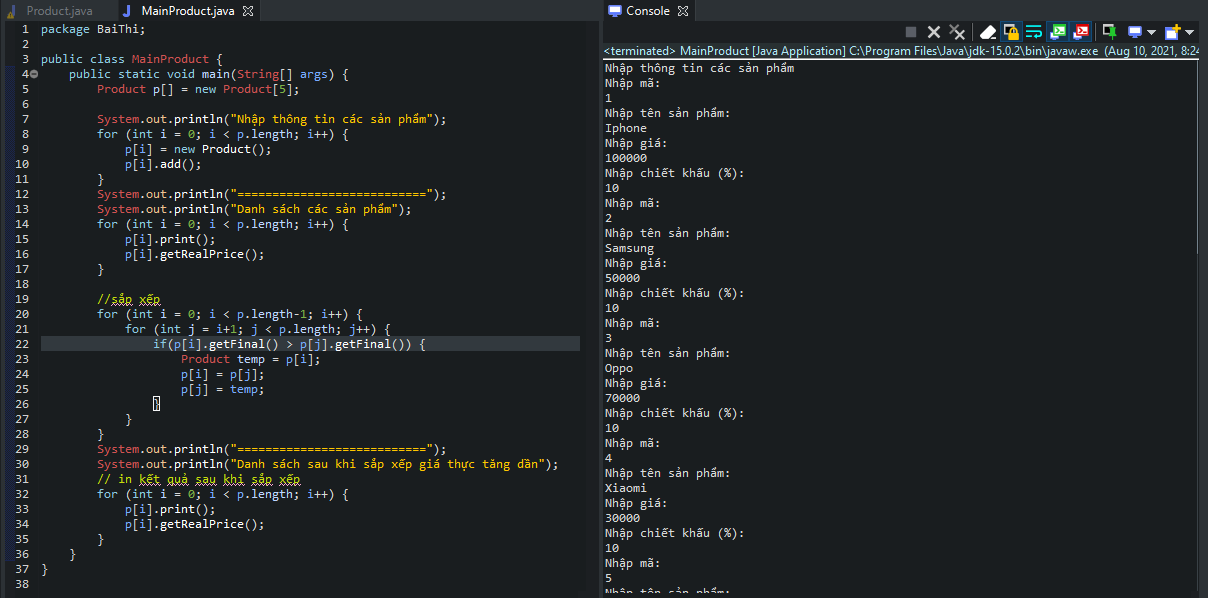 Product.java
MainProduct.java
1 package BaiThi;
2
3 public class MainProduct {
4 public static void main(String[] args) {
5 Product p[] = new Product[5];
6
7 System.out.println("Nhập thông tin các sản phẩm");
8 for (int i = 0; i < p.length; i++) {
9 p[i] = new Product();
10 p[i].add();
11 }
12 System.out.println("===========================");
13 System.out.println("Danh sách các sản phẩm");
14 for (int i = 0; i < p.length; i++) {
15 p[i].print();
16 p[i].getRealPrice();
17 }
18
19 //sắp xếp
20 for (int i = 0; i < p.length-1; i++) {
21 for (int j = i+1; j < p.length; j++) {
22 if(p[i].getFinal() > p[j].getFinal()) {
23 Product temp = p[i];
24 p[i] = p[j];
25 p[j] = temp;
26 }
27 }
28 }
29 System.out.println("===========================");
30 System.out.println("Danh sách sau khi sắp xếp giá thực tăng dần");
31 // in kết quả sau khi sắp xếp
32 for (int i = 0; i < p.length; i++) {
33 p[i].print();
34 p[i].getRealPrice();
35 }
36 }
37 }
38
Console
<terminated> MainProduct [Java Application] C:\Program Files\Java\jdk-15.0.2\bin\javaw.exe (Aug 10, 2021, 8:24
Nhập thông tin các sản phẩm
Nhập mã:
1
Nhập tên sản phẩm:
Iphone
Nhập giá:
100000
Nhập chiết khấu (%):
10
Nhập mã:
2
Nhập tên sản phẩm:
Samsung
Nhập giá:
50000
Nhập chiết khấu (%):
10
Nhập mã:
3
Nhập tên sản phẩm:
Oppo
Nhập giá:
70000
Nhập chiết khấu (%):
10
Nhập mã:
4
Nhập tên sản phẩm:
Xiaomi
Nhập giá:
30000
Nhập chiết khấu (%):
10
Nhập mã:
5
Nhập tên sản phẩm: